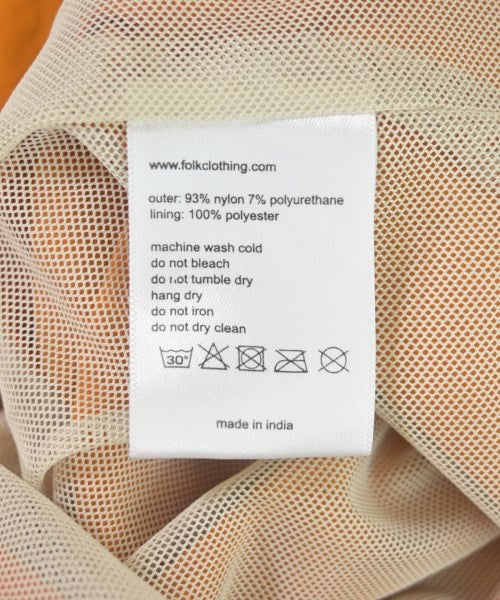 www.folkclothing.com
outer: 93% nylon 7% polyurethane
lining: 100% polyester
machine wash cold
do not bleach
do not tumble dry
hang dry
do not iron
do not dry clean
30°
made in india